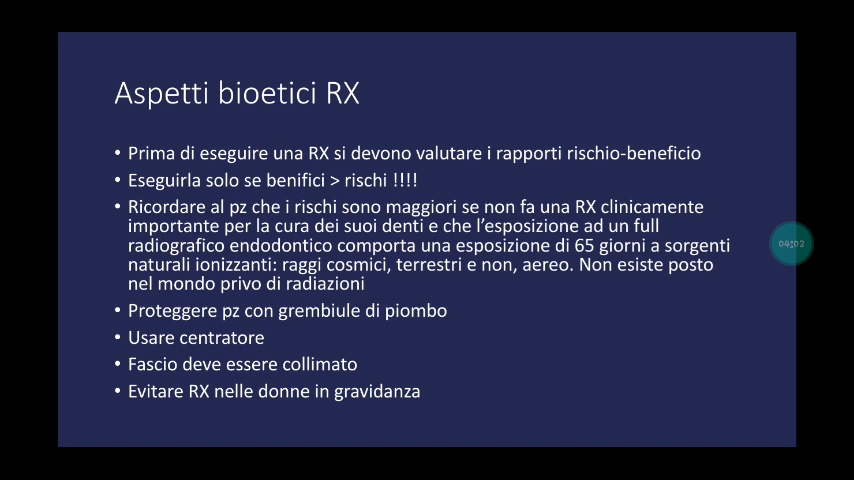 Aspetti bioetici RX
• Prima di eseguire una RX si devono valutare i rapporti rischio-beneficio
• Eseguirla solo se benifici > rischi !!!!
• Ricordare al pz che i rischi sono maggiori se non fa una RX clinicamente
importante per la cura dei suoi denti e che l’esposizione ad un full
radiografico endodontico comporta una esposizione di 65 giorni a sorgenti
naturali ionizzanti: raggi cosmici, terrestri e non, aereo. Non esiste posto
nel mondo privo di radiazioni
• Proteggere pz con grembiule di piombo
• Usare centratore
• Fascio deve essere collimato
• Evitare RX nelle donne in gravidanza
04:02